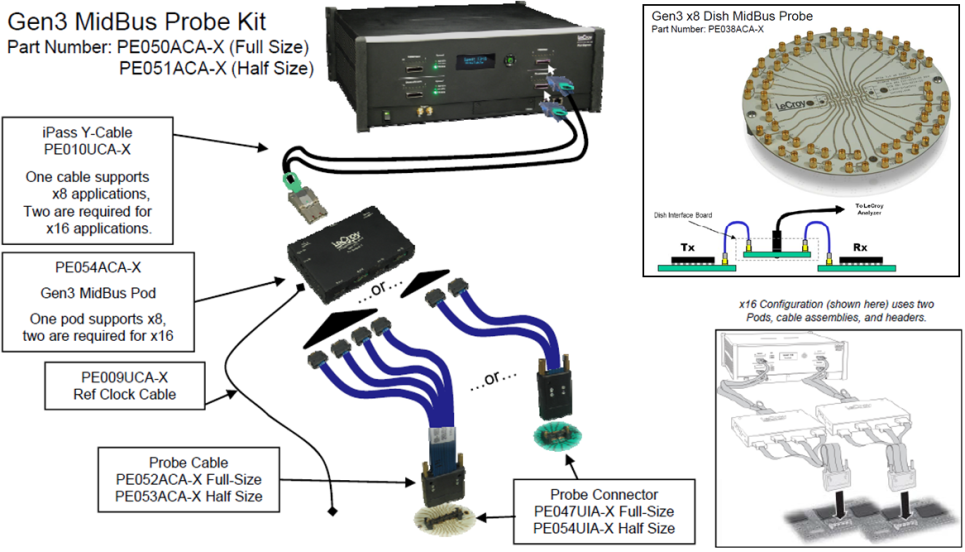 Gen3 MidBus Probe Kit
Part Number: PE050ACA-X (Full Size)
PE051ACA-X (Half Size)
iPass Y-Cable
PE010UCA-X
One cable supports
x8 applications,
Two are required for
x16 applications.
PE054ACA-X
Gen3 MidBus Pod
One pod supports x8,
two are required for x16
PE009UCA-X
Ref Clock Cable
Probe Cable
PE052ACA-X Full-Size
PE053ACA-X Half Size
LeCroy
...or...
...or...
Probe Connector
PE047UIA-X Full-Size
PE054UIA-X Half Size
Gen3 x8 Dish MidBus Probe
Part Number: PE038ACA-X
LeCroy
To LeCroy
Analyzer
Dish Interface Board
Tx
Rx
x16 Configuration (shown here) uses two
Pods, cable assemblies, and headers.